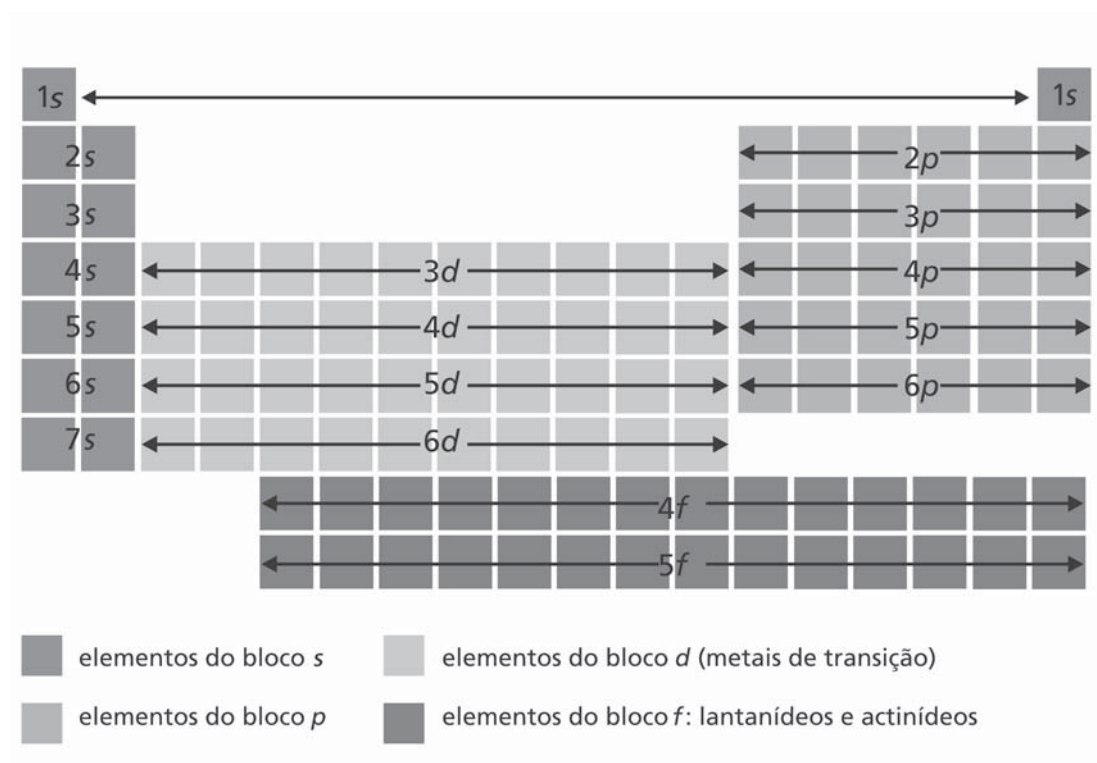 1s 1s
2s 2p
3s 3p
4s 3d 4p
5s 4d 5p
6s 5d 6p
7s 6d
4f
5f
elementos do bloco s
elementos do bloco d (metais de transição)
elementos do bloco p
elementos do bloco f: lantanídeos e actinídeos